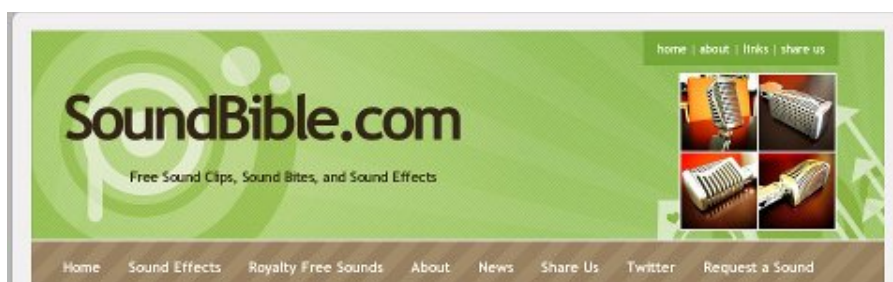 home | about | links | share us
SoundBible.com
Free Sound Clips, Sound Bites, and Sound Effects
Home Sound Effects Royalty Free Sounds About News Share Us Twitter Request a Sound